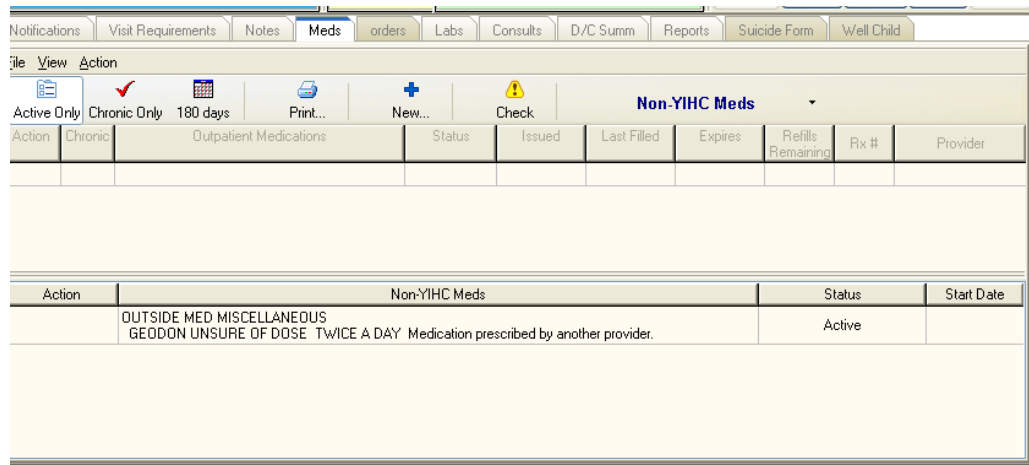 Notifications Visit Requirements Notes Meds orders Labs Consults D/C Summ Reports Suicide Form Well Child
File View Action
Active Only Chronic Only 180 days Print... New... Check Non-YIHC Meds
Action Chronic Outpatient Medications Status Issued Last Filled Expires Refills Remaining Rx # Provider
Action Non-YIHC Meds Status Start Date
OUTSIDE MED MISCELLANEOUS
GEODON UNSURE OF DOSE TWICE A DAY Medication prescribed by another provider. Active